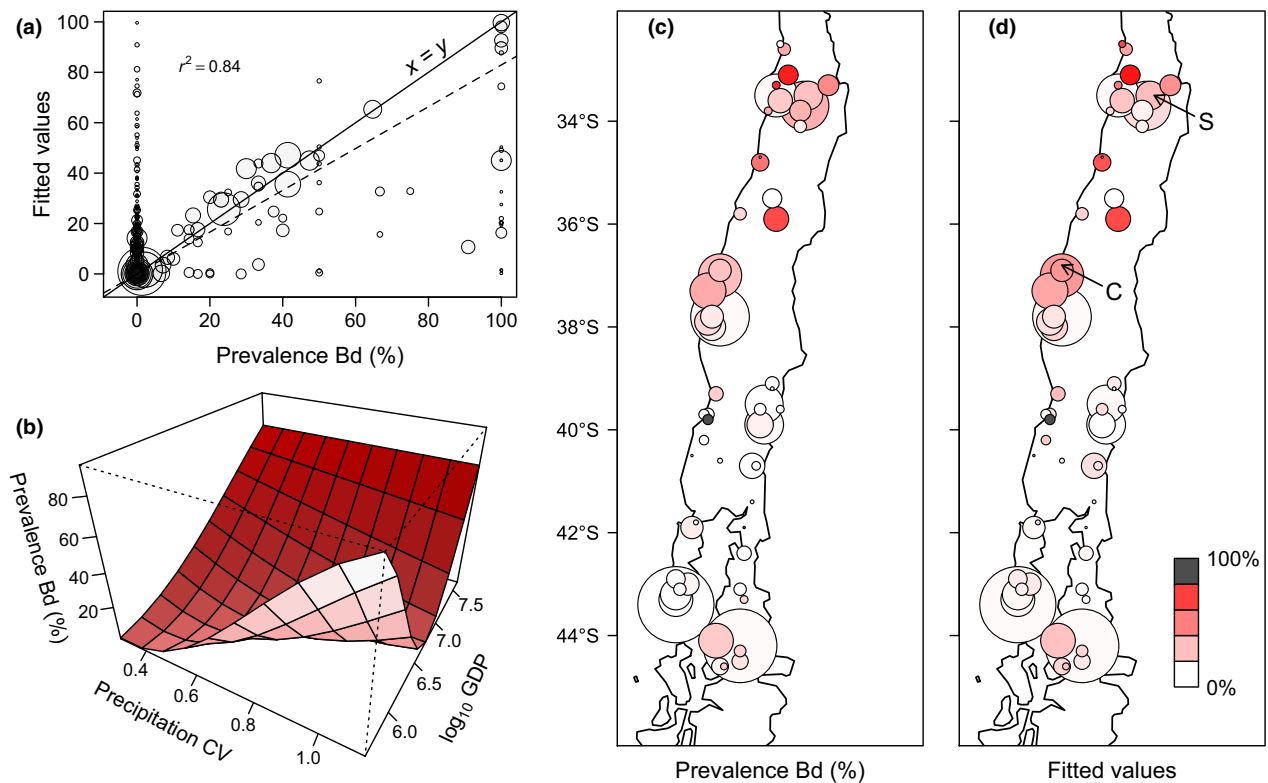 (a)
r² = 0.84
x = y
100
80
60
40
20
0
Fitted values
0
20
40
60
80
100
Prevalence Bd (%)
(b)
Prevalence Bd (%)
80
60
40
20
0.4
0.6
0.8
1.0
Precipitation CV
6.0
6.5
7.0
7.5
log₁₀ GDP
(c)
34°S
36°S
38°S
40°S
42°S
44°S
Prevalence Bd (%)
(d)
S
C
100%
0%
Fitted values